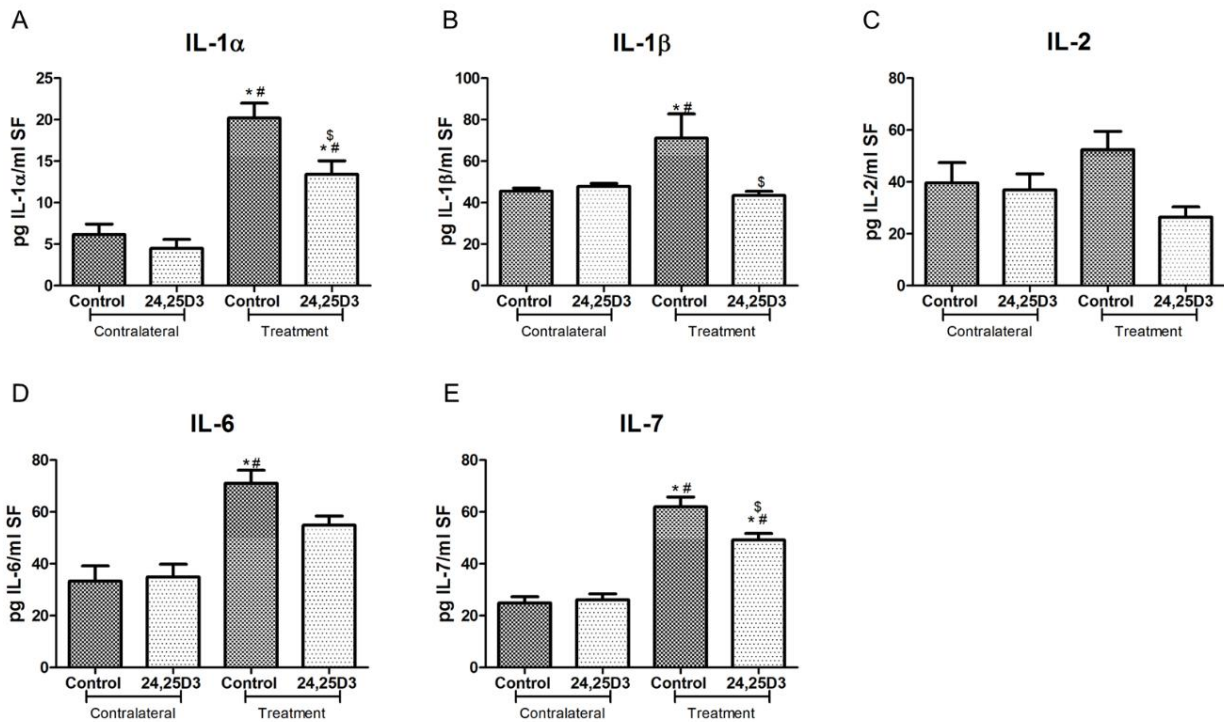 A
IL-1α
pg IL-1α/ml SF
25
20
15
10
5
0
* #
$
* #
Control 24,25D3 Control 24,25D3
Contralateral Treatment
B
IL-1β
pg IL-1β/ml SF
100
80
60
40
20
0
* #
$
Control 24,25D3 Control 24,25D3
Contralateral Treatment
C
IL-2
pg IL-2/ml SF
80
60
40
20
0
Control 24,25D3 Control 24,25D3
Contralateral Treatment
D
IL-6
pg IL-6/ml SF
80
60
40
20
0
* #
Control 24,25D3 Control 24,25D3
Contralateral Treatment
E
IL-7
pg IL-7/ml SF
80
60
40
20
0
* #
$
* #
Control 24,25D3 Control 24,25D3
Contralateral Treatment